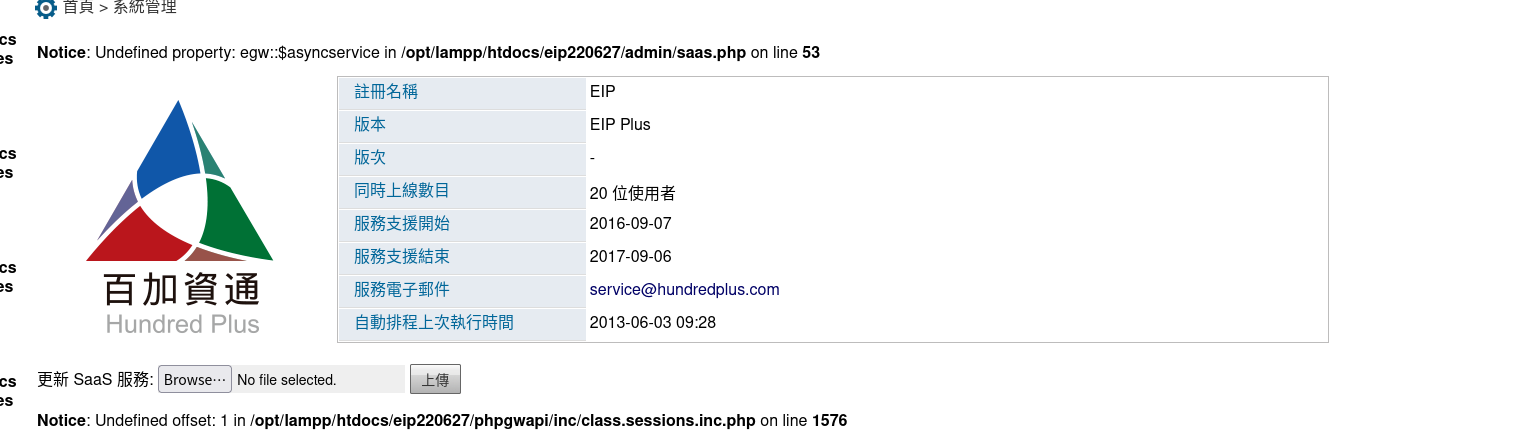 首頁 > 系統管理
cs
es
Notice: Undefined property: egw::$asyncservice in /opt/lampp/htdocs/eip220627/admin/saas.php on line 53
註冊名稱 EIP
版本 EIP Plus
版次 -
cs
es
同時上線數目 20 位使用者
服務支援開始 2016-09-07
服務支援結束 2017-09-06
cs
es
服務電子郵件 service@hundredplus.com
自動排程上次執行時間 2013-06-03 09:28
百加資通
Hundred Plus
cs
es
更新 SaaS 服務: Browse… No file selected. 上傳
Notice: Undefined offset: 1 in /opt/lampp/htdocs/eip220627/phpgwapi/inc/class.sessions.inc.php on line 1576